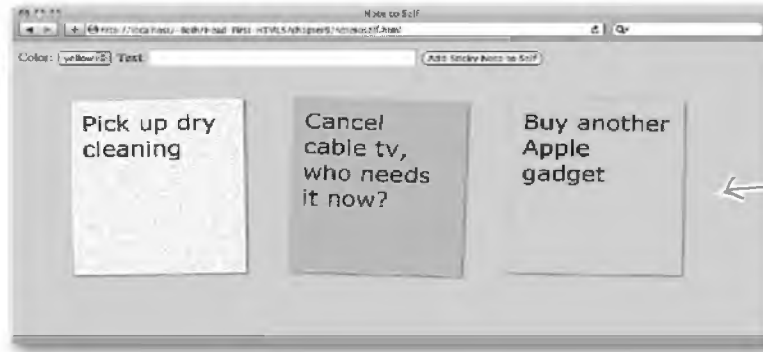 Note to Self
Color: yellow Text: Add Sticky Note to Self
Pick up dry
cleaning
Cancel
cable tv,
who needs
it now?
Buy another
Apple
gadget